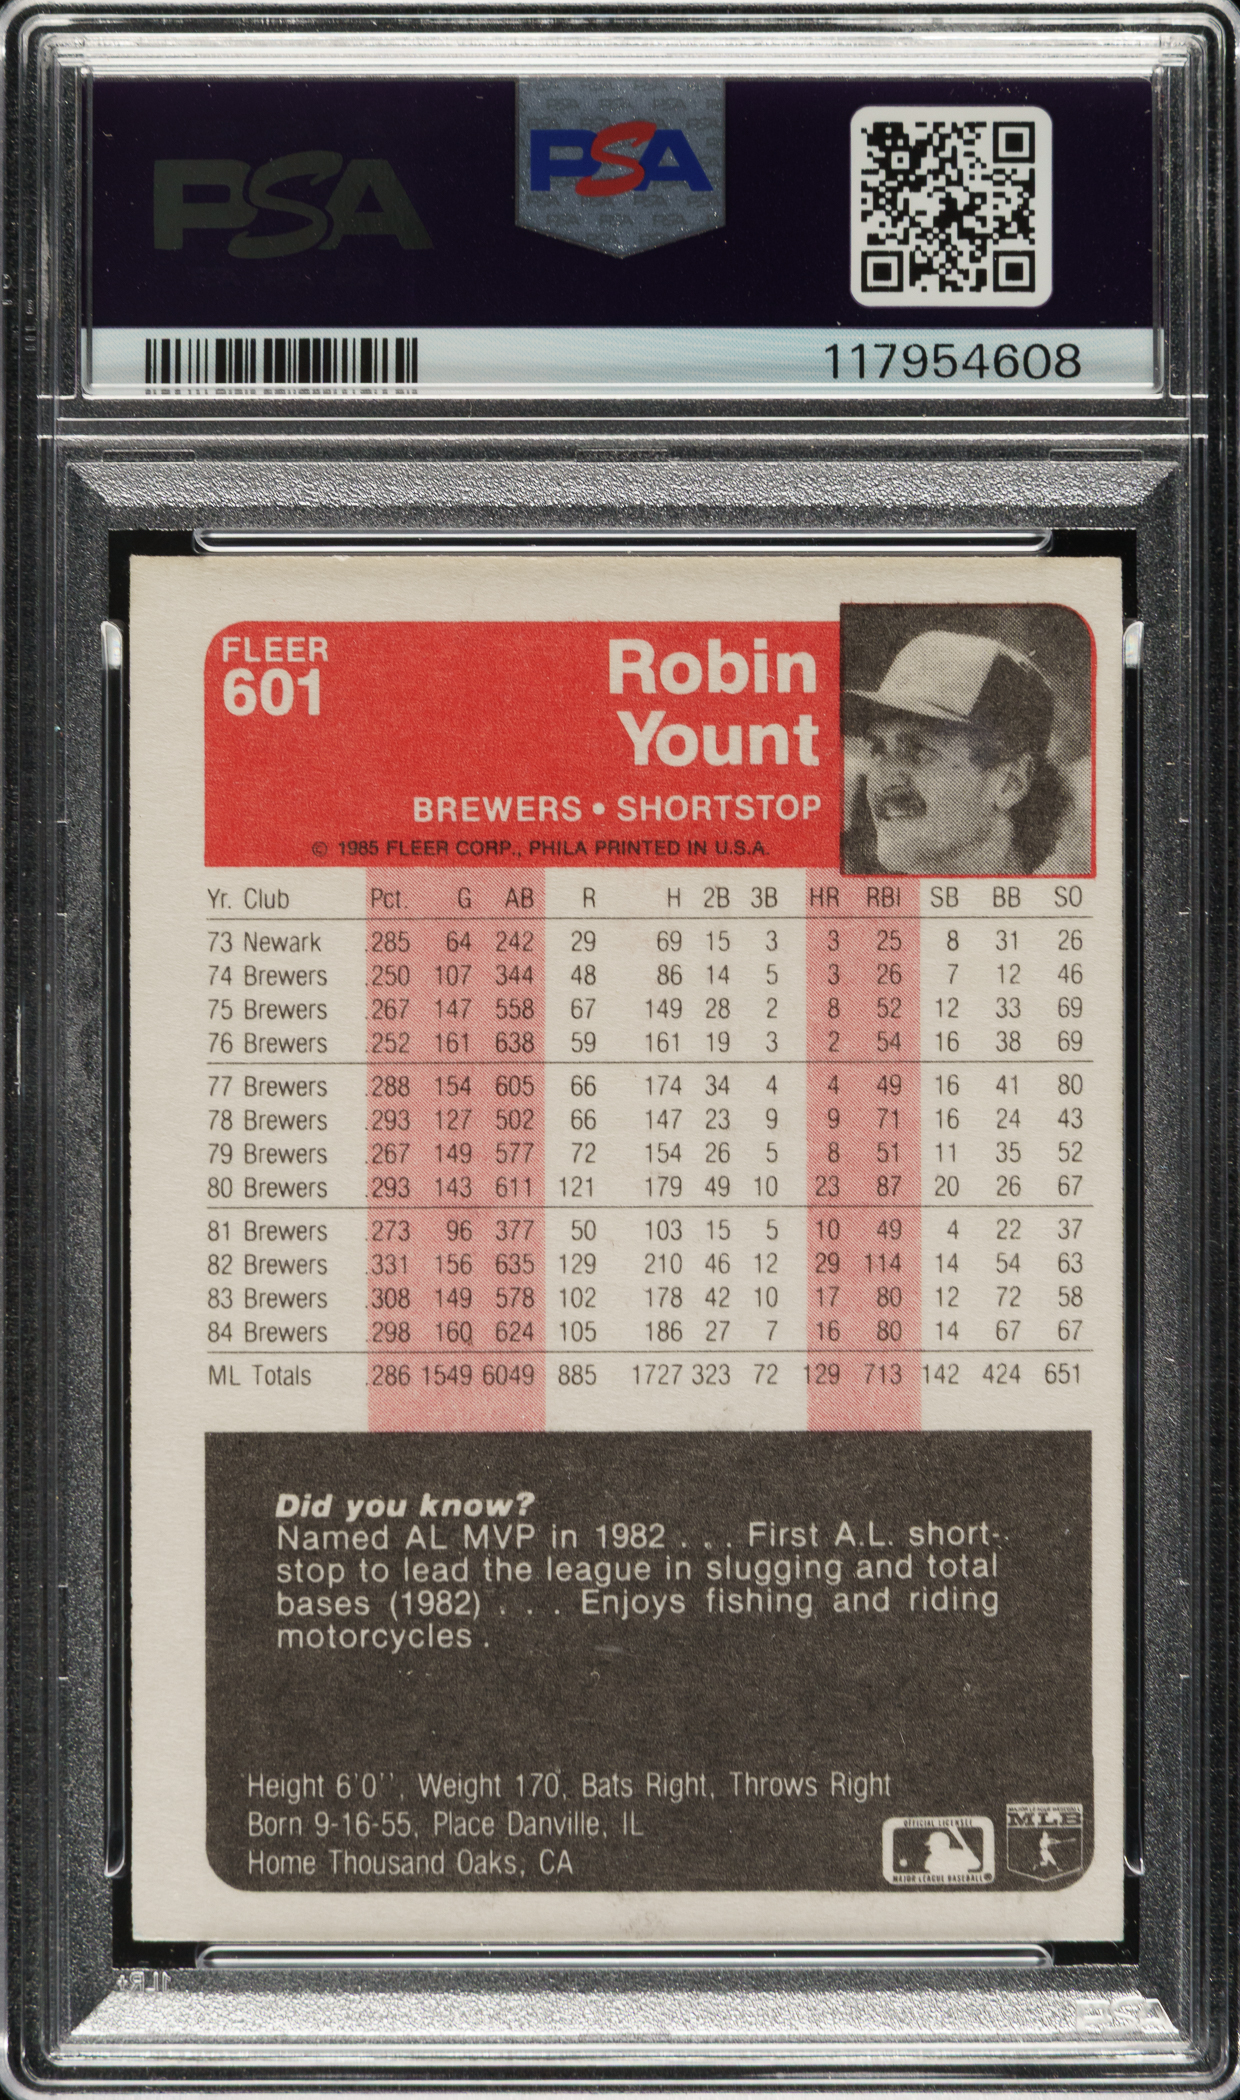 PSA
PSA
117954608
FLEER
601
Robin
Yount
BREWERS • SHORTSTOP
© 1985 FLEER CORP., PHILA PRINTED IN U.S.A.
Yr. Club Pct. G AB R H 2B 3B HR RBI SB BB SO
73 Newark .285 64 242 29 69 15 3 3 25 8 31 26
74 Brewers .250 107 344 48 86 14 5 3 26 7 12 46
75 Brewers .267 147 558 67 149 28 2 8 52 12 33 69
76 Brewers .252 161 638 59 161 19 3 2 54 16 38 69
77 Brewers .288 154 605 66 174 34 4 4 49 16 41 80
78 Brewers .293 127 502 66 147 23 9 9 71 16 24 43
79 Brewers .267 149 577 72 154 26 5 8 51 11 35 52
80 Brewers .293 143 611 121 179 49 10 23 87 20 26 67
81 Brewers .273 96 377 50 103 15 5 10 49 4 22 37
82 Brewers .331 156 635 129 210 46 12 29 114 14 54 63
83 Brewers .308 149 578 102 178 42 10 17 80 12 72 58
84 Brewers .298 160 624 105 186 27 7 16 80 14 67 67
ML Totals .286 1549 6049 885 1727 323 72 129 713 142 424 651
Did you know?
Named AL MVP in 1982 . . . First A.L. short-
stop to lead the league in slugging and total
bases (1982) . . . Enjoys fishing and riding
motorcycles .
Height 6'0'', Weight 170, Bats Right, Throws Right
Born 9-16-55, Place Danville, IL
Home Thousand Oaks, CA
OFFICIAL LICENSEE
MAJOR LEAGUE BASEBALL®
MAJOR LEAGUE BASEBALL
MLB